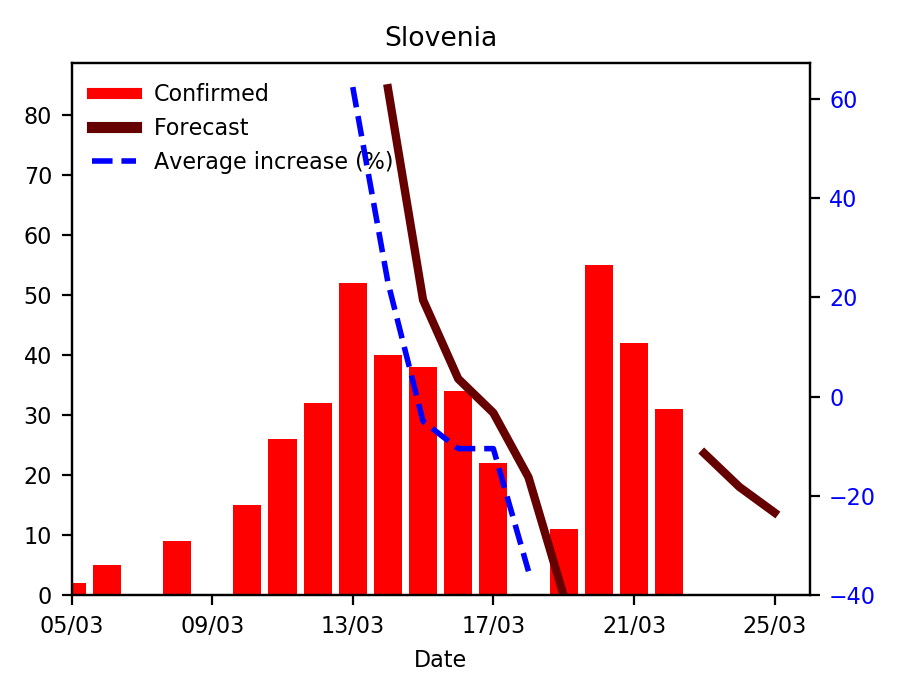 Slovenia
Confirmed
Forecast
Average increase (%)
80
70
60
50
40
30
20
10
0
60
40
20
0
−20
−40
05/03 09/03 13/03 17/03 21/03 25/03
Date